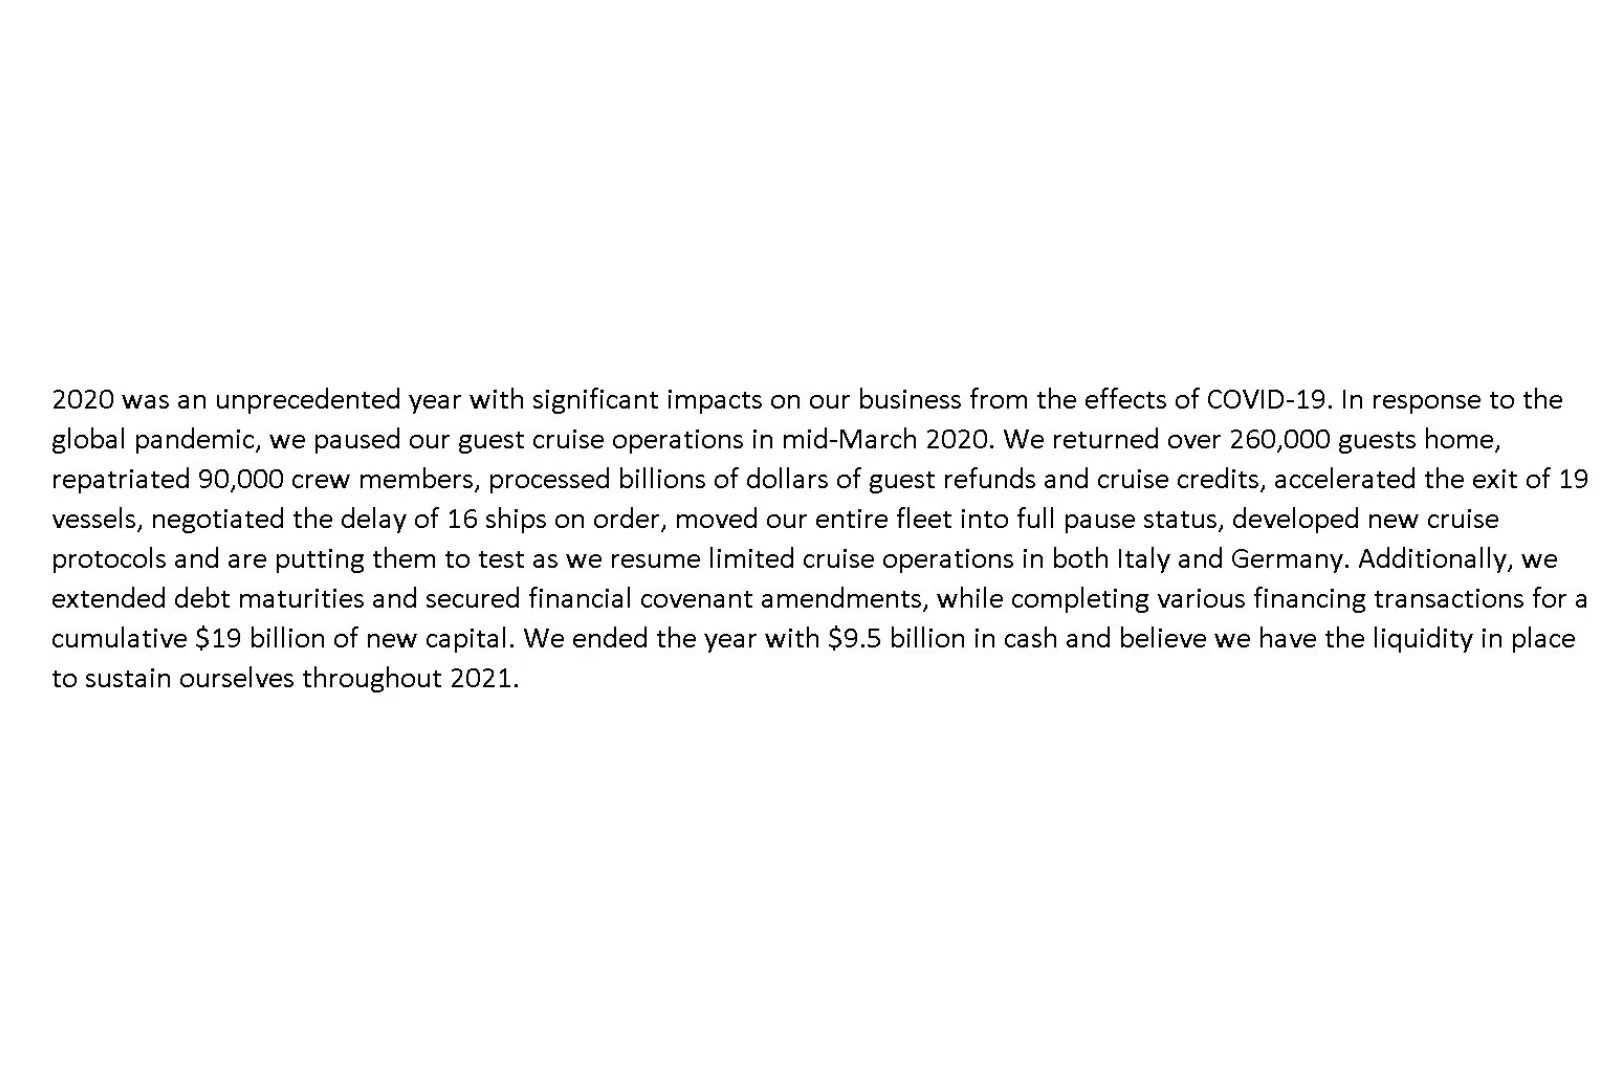 2020 was an unprecedented year with significant impacts on our business from the effects of COVID-19. In response to the
global pandemic, we paused our guest cruise operations in mid-March 2020. We returned over 260,000 guests home,
repatriated 90,000 crew members, processed billions of dollars of guest refunds and cruise credits, accelerated the exit of 19
vessels, negotiated the delay of 16 ships on order, moved our entire fleet into full pause status, developed new cruise
protocols and are putting them to test as we resume limited cruise operations in both Italy and Germany. Additionally, we
extended debt maturities and secured financial covenant amendments, while completing various financing transactions for a
cumulative $19 billion of new capital. We ended the year with $9.5 billion in cash and believe we have the liquidity in place
to sustain ourselves throughout 2021.